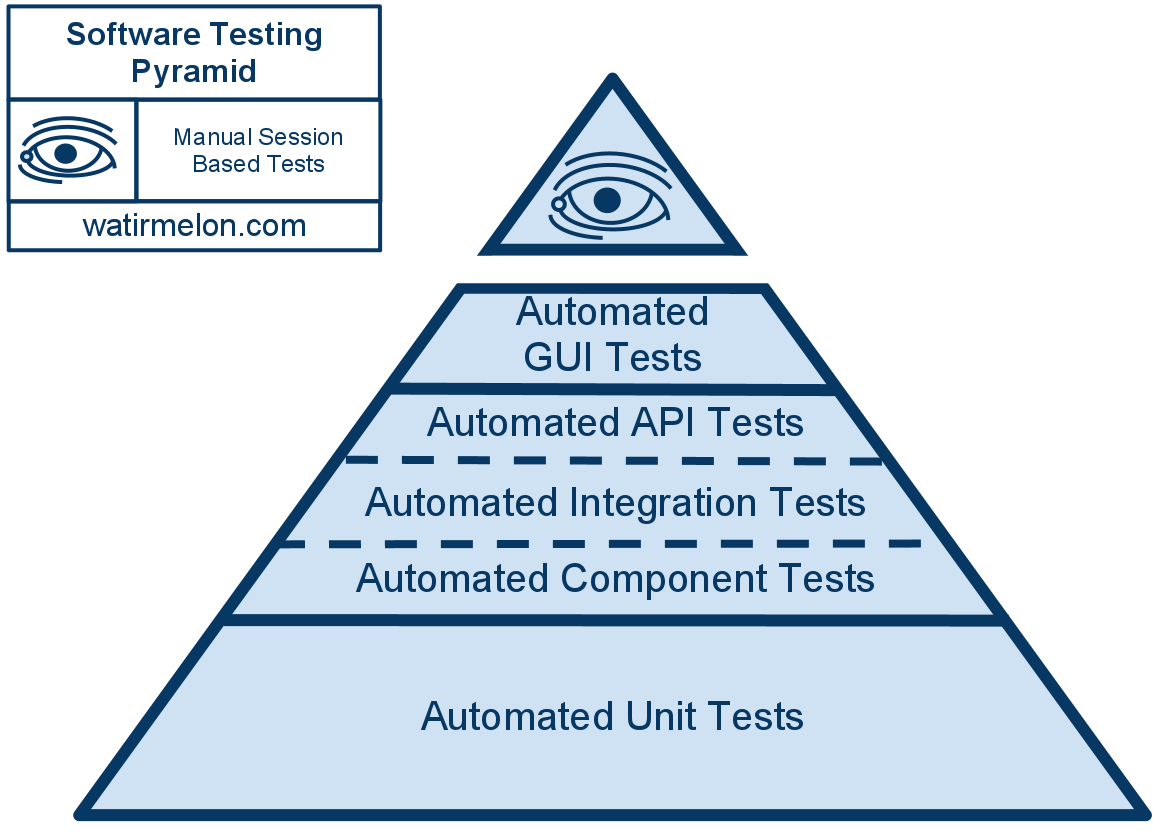 Software Testing
Pyramid
Manual Session
Based Tests
watirmelon.com
Automated
GUI Tests
Automated API Tests
Automated Integration Tests
Automated Component Tests
Automated Unit Tests